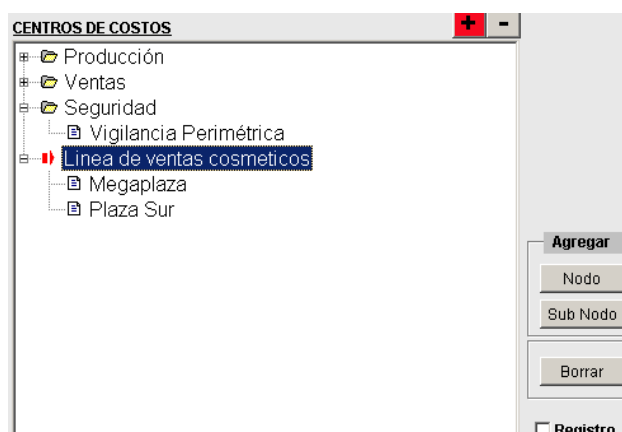 CENTROS DE COSTOS
+ -
Producción
Ventas
Seguridad
Vigilancia Perimétrica
Linea de ventas cosmeticos
Megaplaza
Plaza Sur
Agregar
Nodo
Sub Nodo
Borrar
Registro